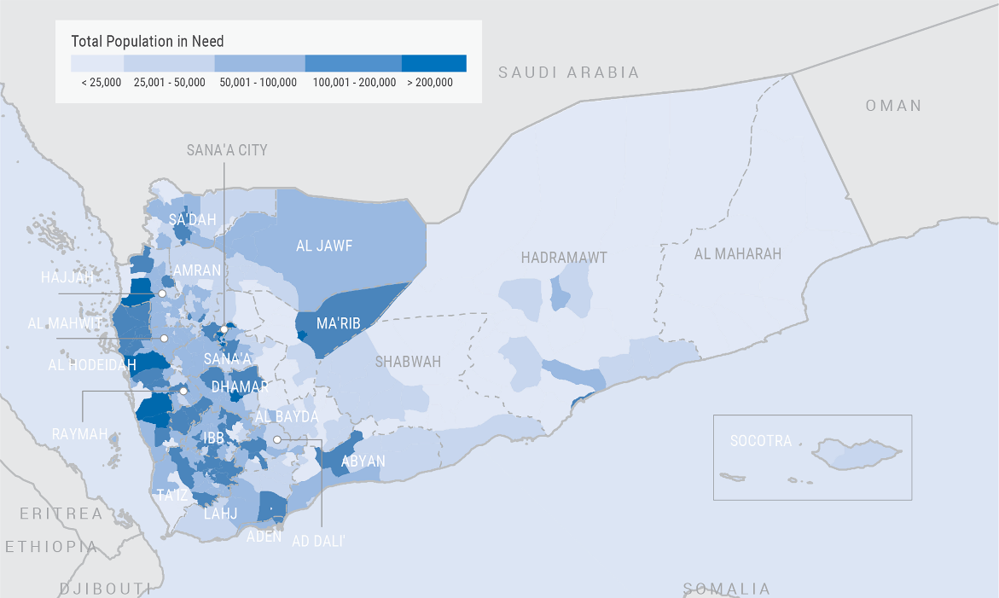 Total Population in Need
< 25,000
25,001 - 50,000
50,001 - 100,000
100,001 - 200,000
> 200,000
SAUDI ARABIA
OMAN
SANA'A CITY
SA'DAH
AL JAWF
HADRAMAWT
AL MAHARAH
HAJJAH
AMRAN
AL MAHWIT
MA'RIB
AL HODEIDAH
SANA'A
SHABWAH
DHAMAR
AL BAYDA
RAYMAH
IBB
SOCOTRA
ABYAN
TA'IZ
ERITREA
LAHJ
ADEN
AD DALI'
ETHIOPIA
DJIBOUTI
SOMALIA